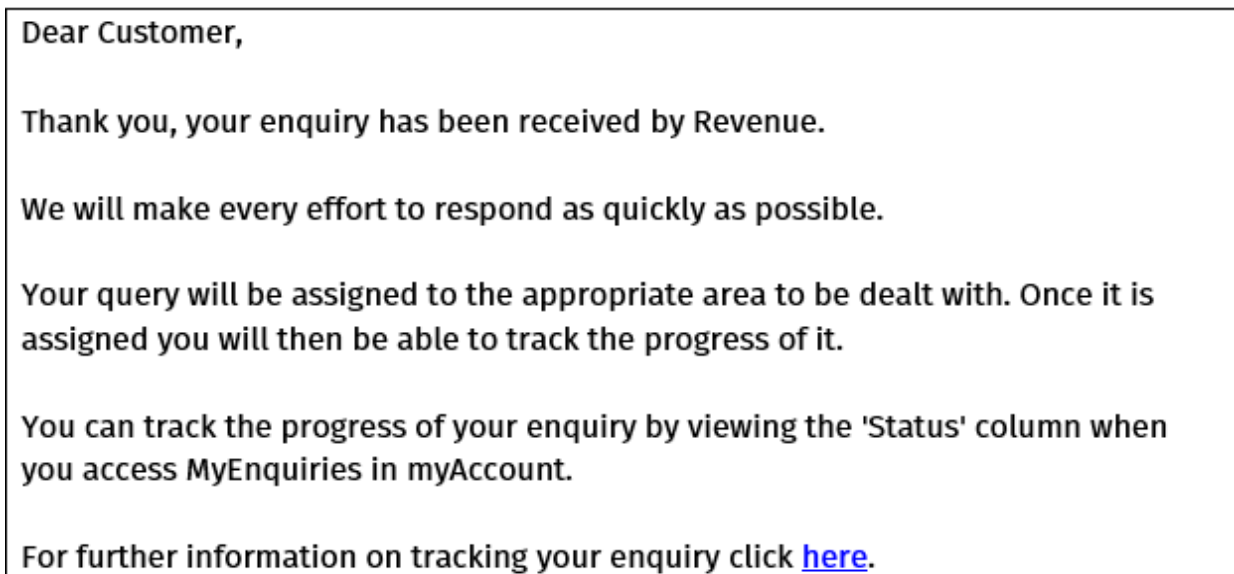 Dear Customer,
Thank you, your enquiry has been received by Revenue.
We will make every effort to respond as quickly as possible.
Your query will be assigned to the appropriate area to be dealt with. Once it is
assigned you will then be able to track the progress of it.
You can track the progress of your enquiry by viewing the 'Status' column when
you access MyEnquiries in myAccount.
For further information on tracking your enquiry click here.